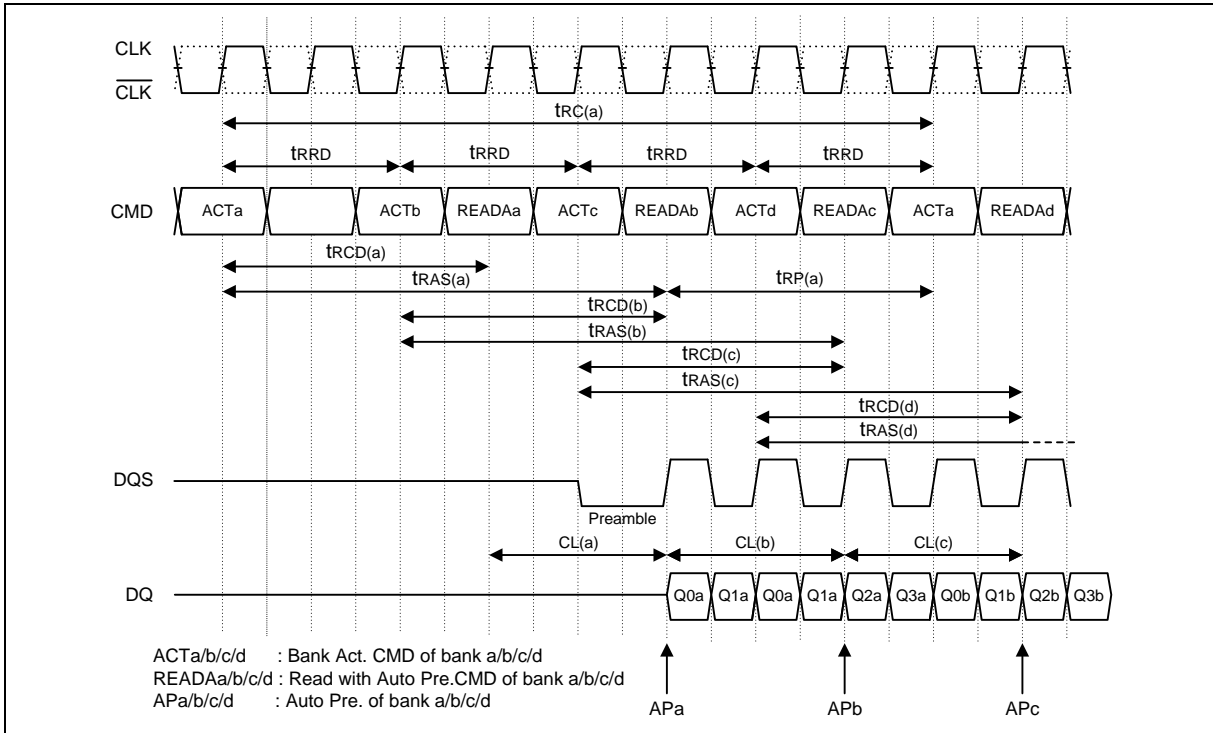 CLK
CLK
tRC(a)
tRRD tRRD tRRD tRRD
CMD ACTa ACTb READAa ACTc READAb ACTd READAc ACTa READAd
tRCD(a)
tRAS(a) tRP(a)
tRCD(b)
tRAS(b)
tRCD(c)
tRAS(c)
tRCD(d)
tRAS(d)
DQS
Preamble
CL(a) CL(b) CL(c)
DQ Q0a Q1a Q0a Q1a Q2a Q3a Q0b Q1b Q2b Q3b
ACTa/b/c/d : Bank Act. CMD of bank a/b/c/d
READAa/b/c/d : Read with Auto Pre.CMD of bank a/b/c/d
APa/b/c/d : Auto Pre. of bank a/b/c/d
APa APb APc